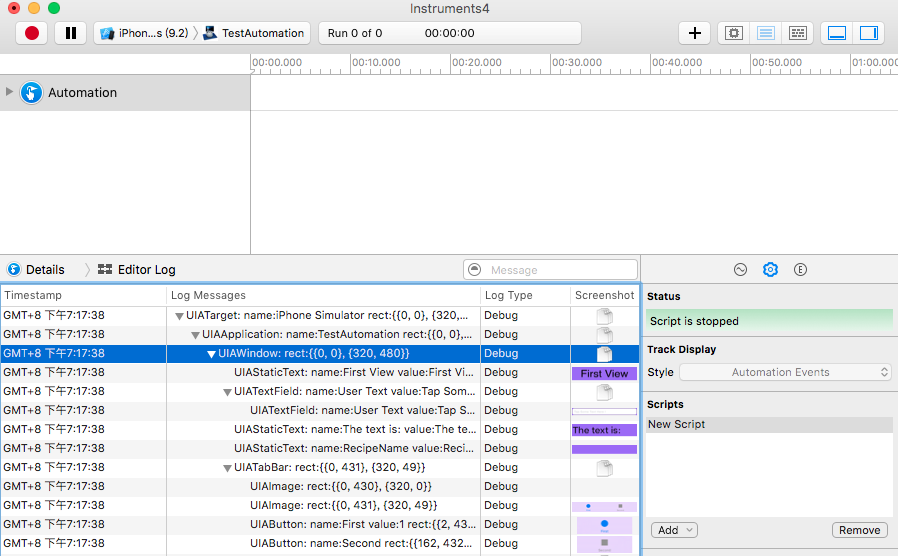 Instruments4
iPhon...s (9.2) TestAutomation Run 0 of 0 00:00:00
00:00.000 00:10.000 00:20.000 00:30.000 00:40.000 00:50.000 01:00.00
Automation
Details Editor Log Message
Timestamp Log Messages Log Type Screenshot
GMT+8 下午7:17:38 UIATarget: name:iPhone Simulator rect:{{0, 0}, {320,... Debug
GMT+8 下午7:17:38 UIAApplication: name:TestAutomation rect:{{0, 0},... Debug
GMT+8 下午7:17:38 UIAWindow: rect:{{0, 0}, {320, 480}} Debug
GMT+8 下午7:17:38 UIAStaticText: name:First View value:First Vi... Debug First View
GMT+8 下午7:17:38 UIATextField: name:User Text value:Tap Som... Debug
GMT+8 下午7:17:38 UIATextField: name:User Text value:Tap S... Debug
GMT+8 下午7:17:38 UIAStaticText: name:The text is: value:The te... Debug The text is:
GMT+8 下午7:17:38 UIAStaticText: name:RecipeName value:Reci... Debug
GMT+8 下午7:17:38 UIATabBar: rect:{{0, 431}, {320, 49}} Debug
GMT+8 下午7:17:38 UIAImage: rect:{{0, 430}, {320, 0}} Debug
GMT+8 下午7:17:38 UIAImage: rect:{{0, 431}, {320, 49}} Debug
GMT+8 下午7:17:38 UIAButton: name:First value:1 rect:{{2, 43... Debug
GMT+8 下午7:17:38 UIAButton: name:Second rect:{{162, 432... Debug
Status
Script is stopped
Track Display
Style Automation Events
Scripts
New Script
Add Remove